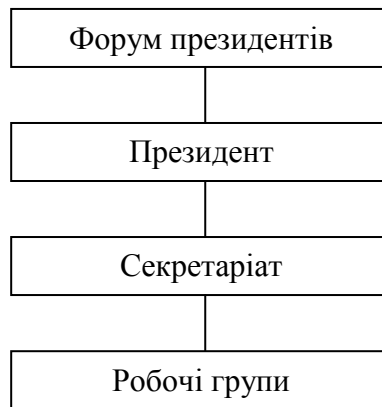 Форум президентів
Президент
Секретаріат
Робочі групи